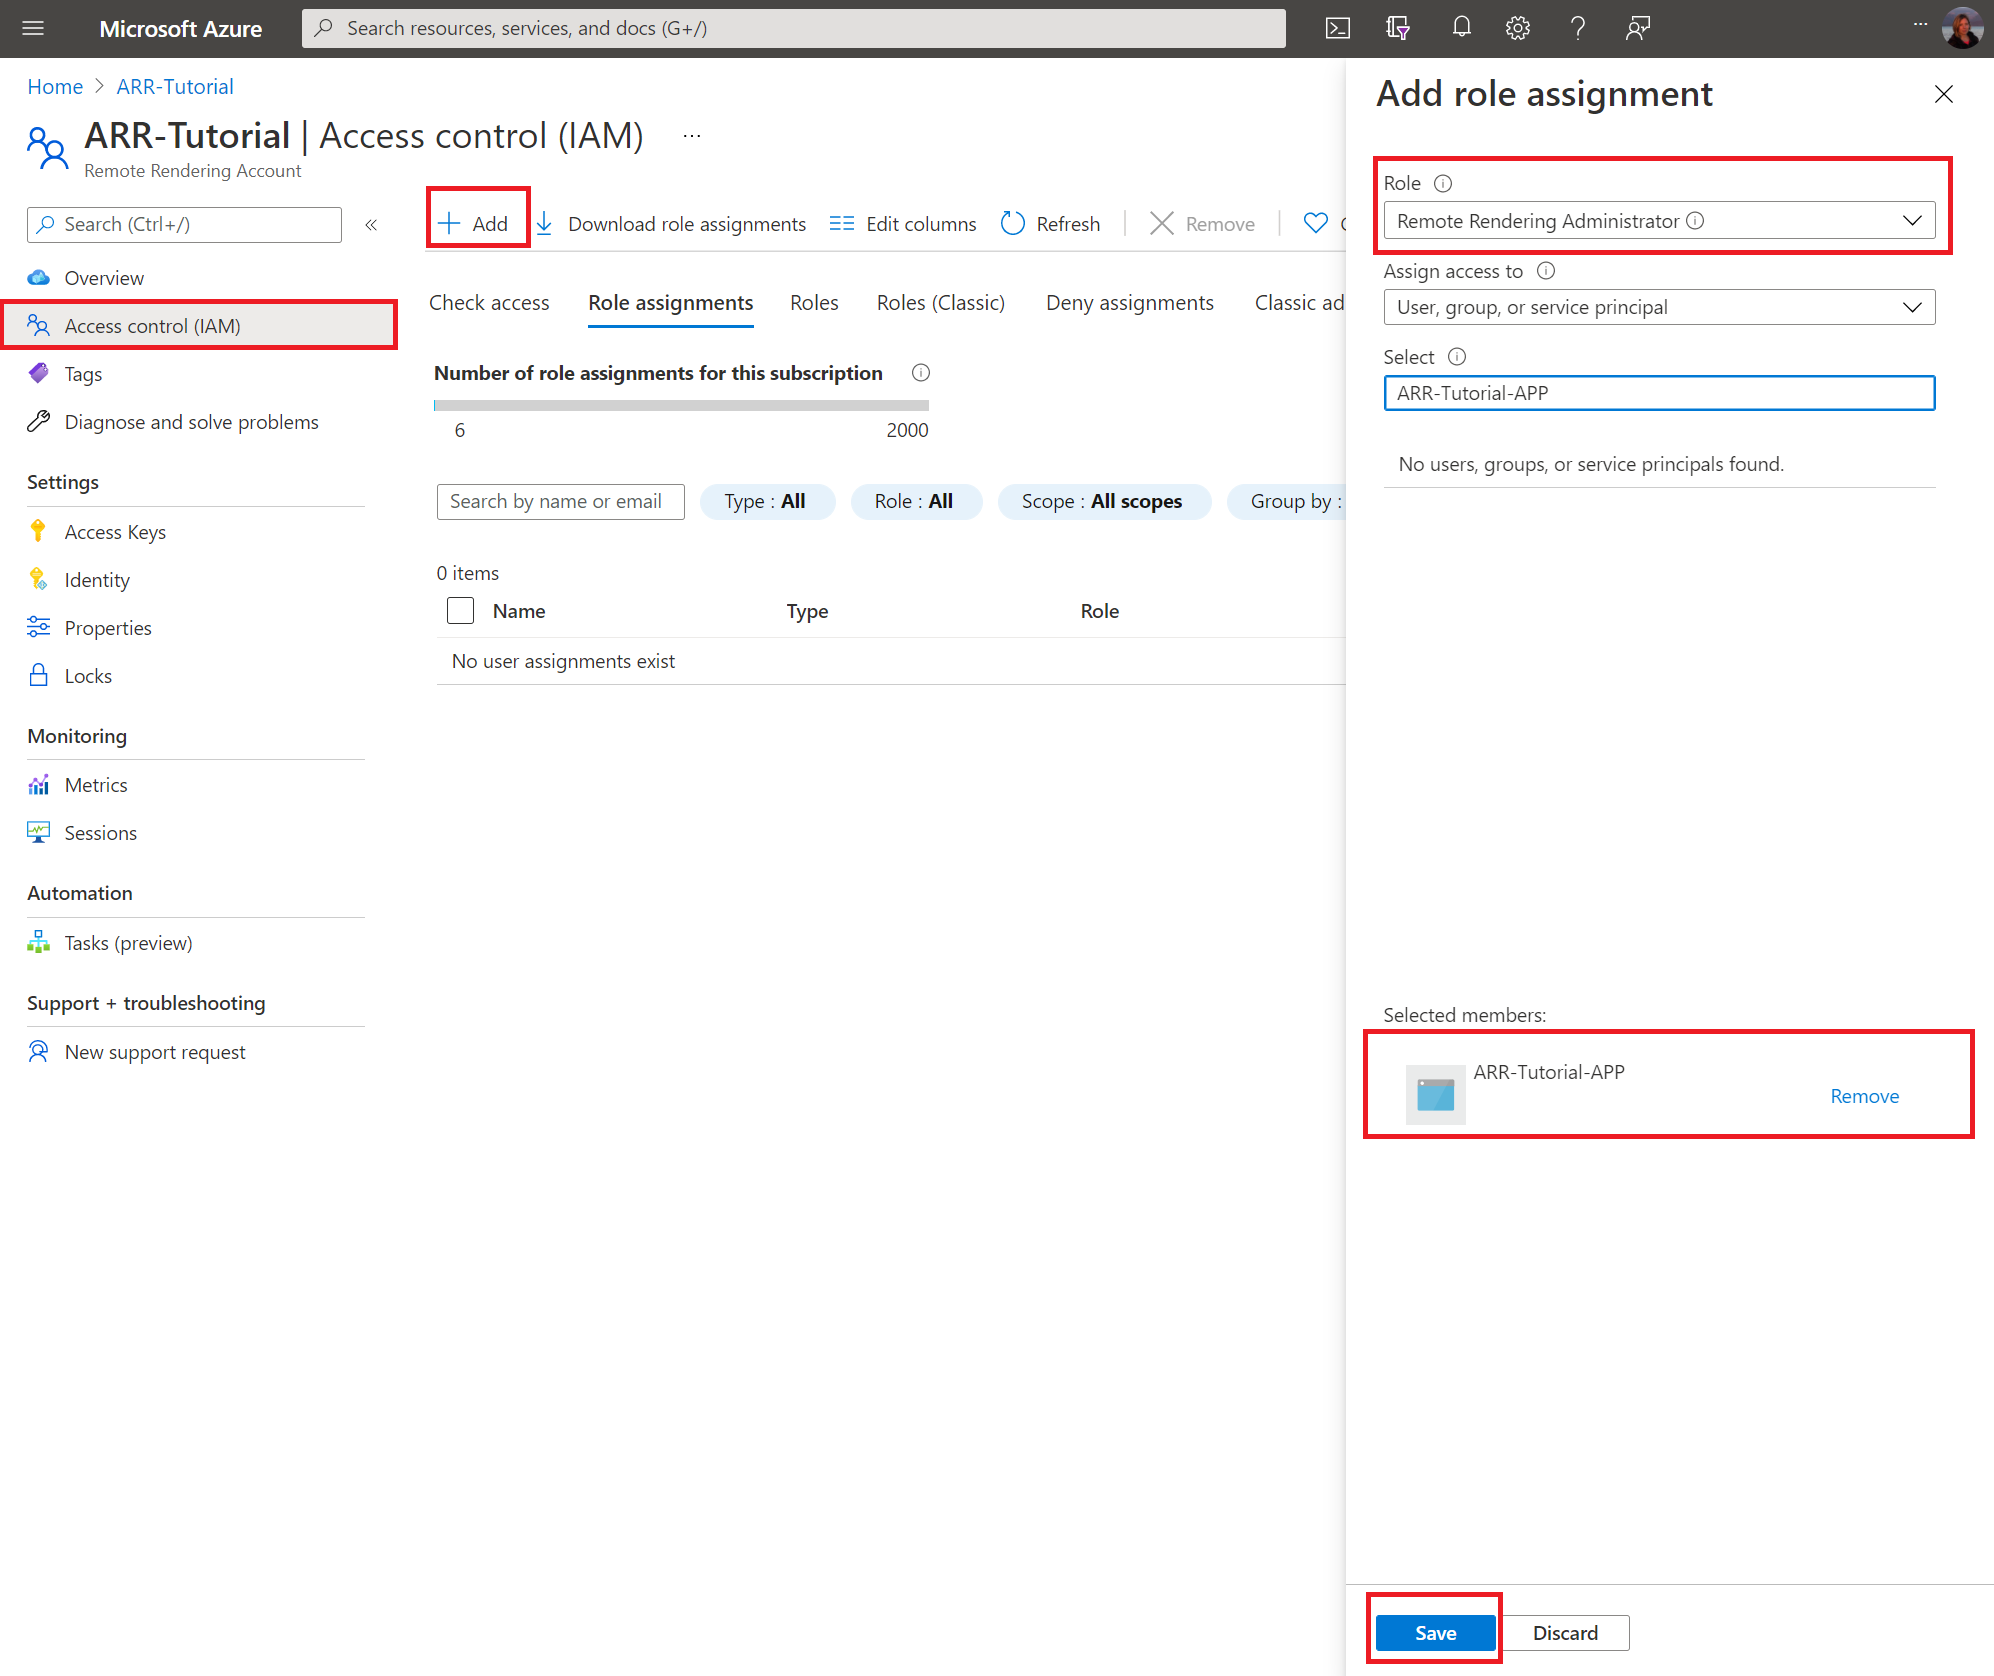 Microsoft Azure
Search resources, services, and docs (G+/)
Home > ARR-Tutorial
ARR-Tutorial | Access control (IAM) ...
Remote Rendering Account
Search (Ctrl+/)
«
Overview
Access control (IAM)
Tags
Diagnose and solve problems
Settings
Access Keys
Identity
Properties
Locks
Monitoring
Metrics
Sessions
Automation
Tasks (preview)
Support + troubleshooting
New support request
Add
Download role assignments
Edit columns
Refresh
Remove
Check access
Role assignments
Roles
Roles (Classic)
Deny assignments
Classic ad
Number of role assignments for this subscription
6
2000
Search by name or email
Type : All
Role : All
Scope : All scopes
Group by :
0 items
Name Type Role
No user assignments exist
Add role assignment
Role
Remote Rendering Administrator
Assign access to
User, group, or service principal
Select
ARR-Tutorial-APP
No users, groups, or service principals found.
Selected members:
ARR-Tutorial-APP
Remove
Save
Discard